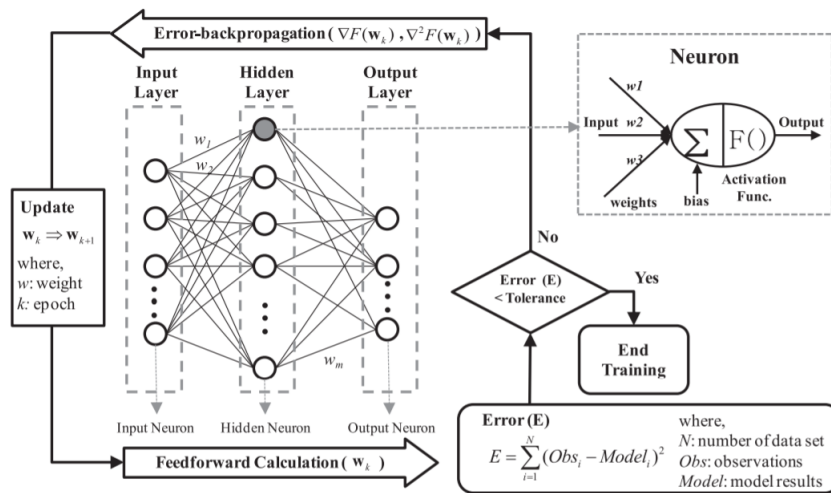 Error-backpropagation ( ∇F(w_k) , ∇²F(w_k) )
Input
Layer
Hidden
Layer
Output
Layer
w_1
w_2
w_m
Input Neuron
Hidden Neuron
Output Neuron
Update
w_k ⇒ w_{k+1}
where,
w: weight
k: epoch
Feedforward Calculation ( w_k )
Neuron
w1
Input w2
w3
weights
Σ
F()
Output
bias
Activation
Func.
No
Error (E)
< Tolerance
Yes
End
Training
Error (E)
E = ∑_{i=1}^{N} (Obs_i − Model_i)²
where,
N: number of data set
Obs: observations
Model: model results